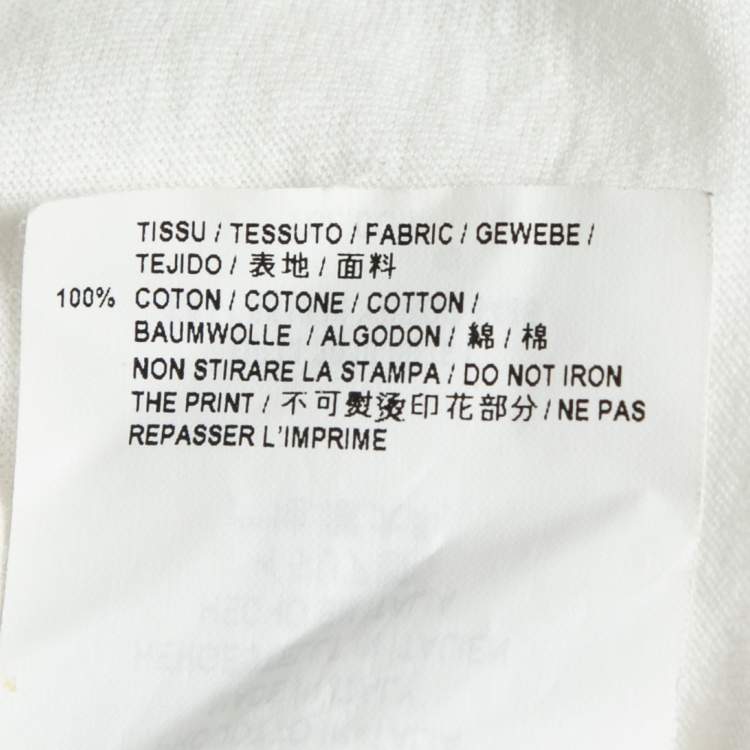 TISSU / TESSUTO / FABRIC / GEWEBE /
TEJIDO / 表地 / 面料
100% COTON / COTONE / COTTON /
BAUMWOLLE / ALGODON / 綿 / 棉
NON STIRARE LA STAMPA / DO NOT IRON
THE PRINT / 不可熨烫印花部分 / NE PAS
REPASSER L'IMPRIME